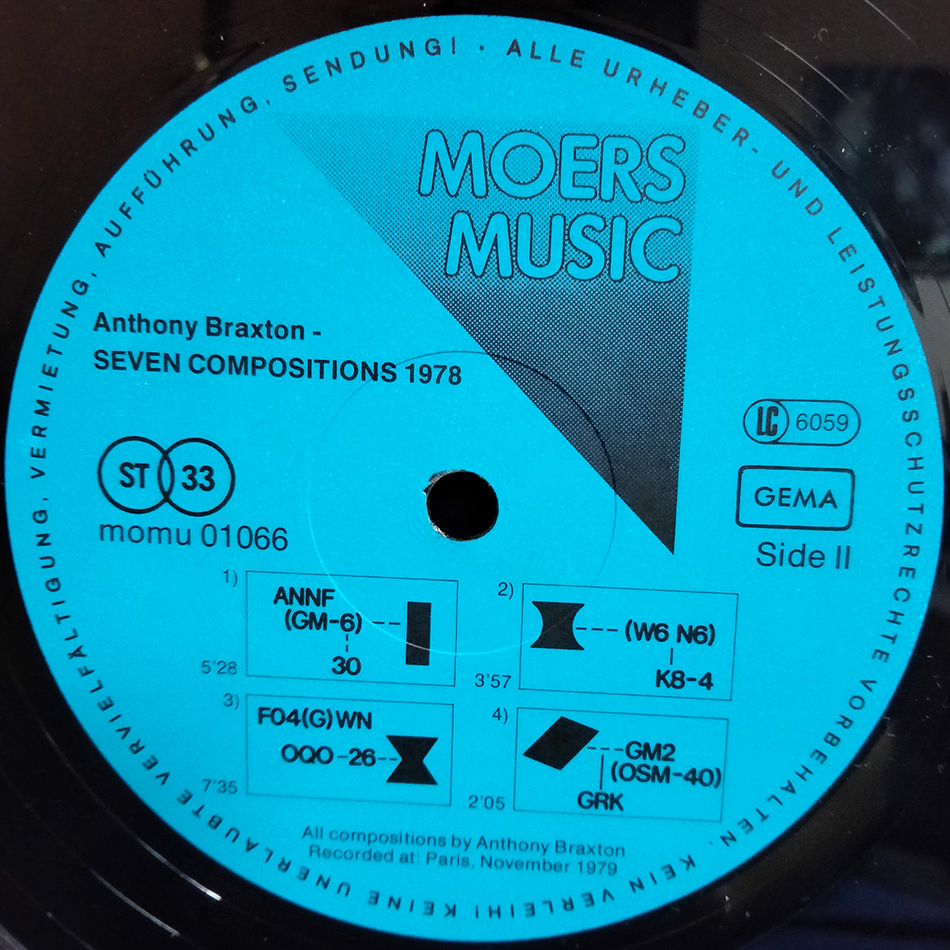 ALLE URHEBER- UND LEISTUNGSSCHUTZRECHTE VORBEHALTEN. KEIN VERLEIH! KEINE UNERLAUBTE VERVIELFÄLTIGUNG, VERMIETUNG, AUFFÜHRUNG, SENDUNG! ·
MOERS
MUSIC
Anthony Braxton -
SEVEN COMPOSITIONS 1978
LC 6059
ST 33
GEMA
momu 01066
Side II
1)
ANNF
(GM-6)
30
5'28
2)
(W6 N6)
K8-4
3'57
3)
F04(G)WN
OQO-26
7'35
4)
GM2
(OSM-40)
GRK
2'05
All compositions by Anthony Braxton
Recorded at: Paris, November 1979